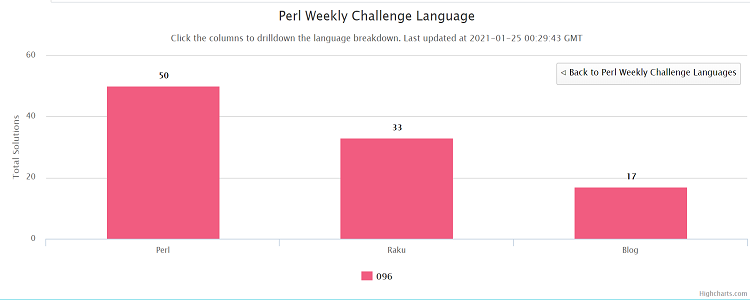 Perl Weekly Challenge Language
Click the columns to drilldown the language breakdown. Last updated at 2021-01-25 00:29:43 GMT
◁ Back to Perl Weekly Challenge Languages
Total Solutions
60
40
20
0
50
33
17
Perl
Raku
Blog
096
Highcharts.com